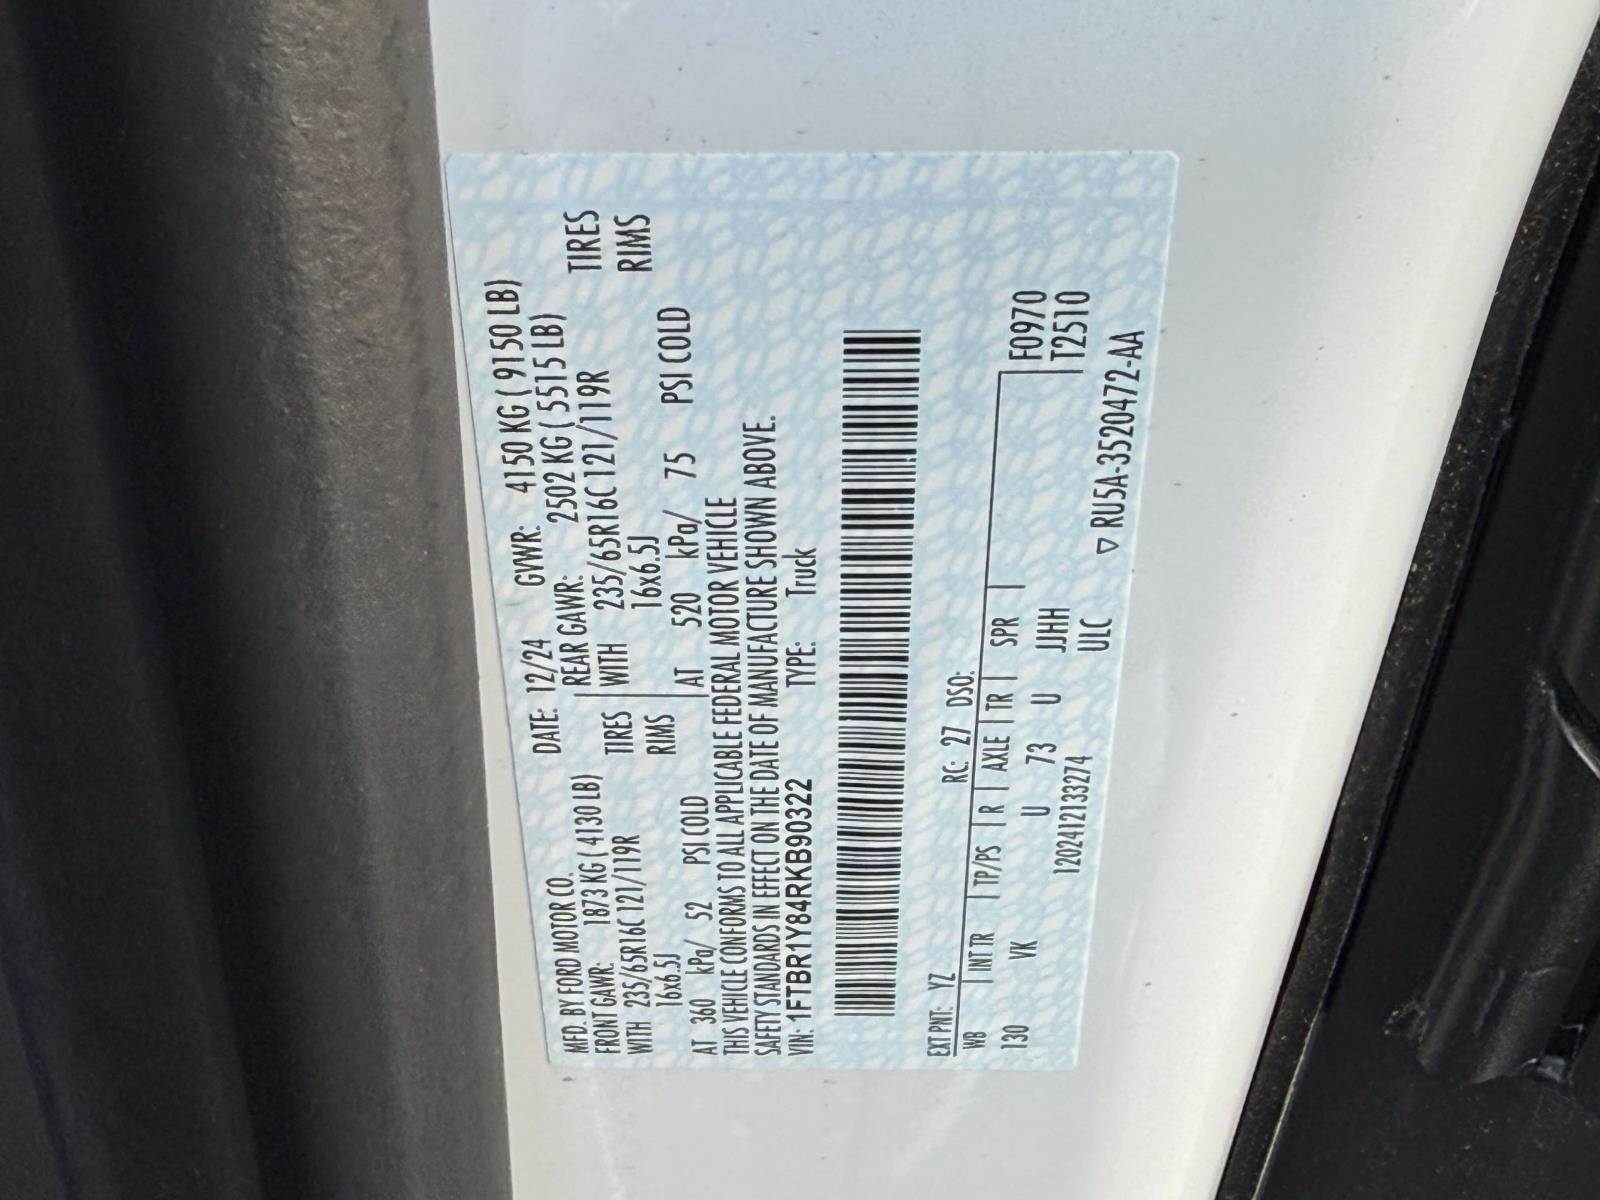 MFD. BY FORD MOTOR CO. DATE: 12/24 GVWR: 4150 KG ( 9150 LB)
FRONT GAWR: 1873 KG ( 4130 LB) REAR GAWR: 2502 KG ( 5515 LB)
WITH 235/65R16C 121/119R TIRES WITH 235/65R16C 121/119R TIRES
16x6.5J RIMS 16x6.5J RIMS
AT 360 kPa/ 52 PSI COLD AT 520 kPa/ 75 PSI COLD
THIS VEHICLE CONFORMS TO ALL APPLICABLE FEDERAL MOTOR VEHICLE
SAFETY STANDARDS IN EFFECT ON THE DATE OF MANUFACTURE SHOWN ABOVE.
VIN: 1FTBR1Y84RKB90322 TYPE: Truck
EXT PNT: YZ RC: 27 DSO:
WB | INT TR | TP/PS | R | AXLE | TR | SPR | F0970
130 VK U 73 U JJHH T2510
120241213​3274 ULC
▽ RU5A-3520472-AA